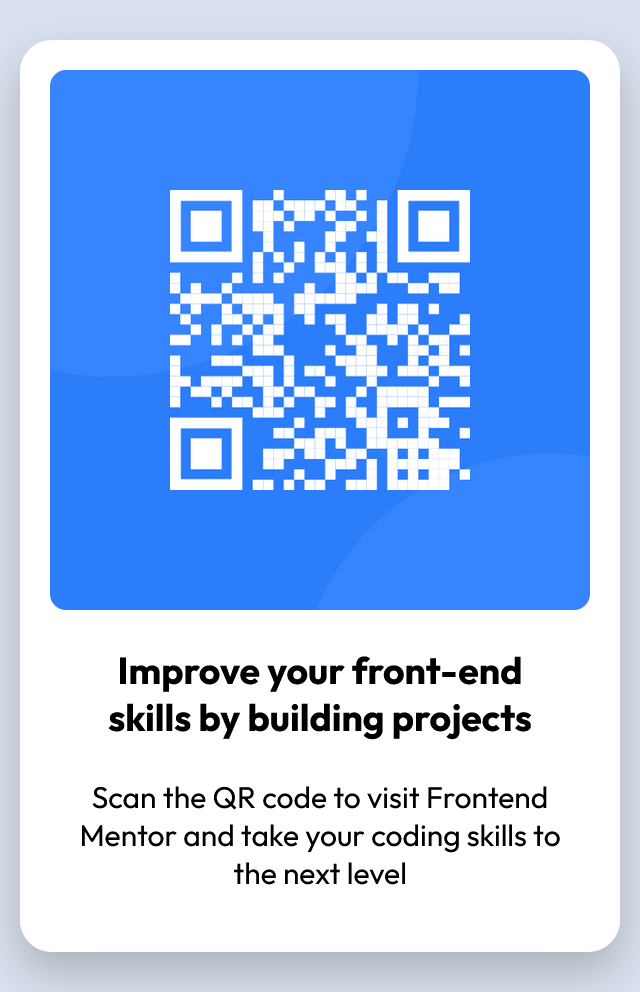 Improve your front-end
skills by building projects
Scan the QR code to visit Frontend
Mentor and take your coding skills to
the next level